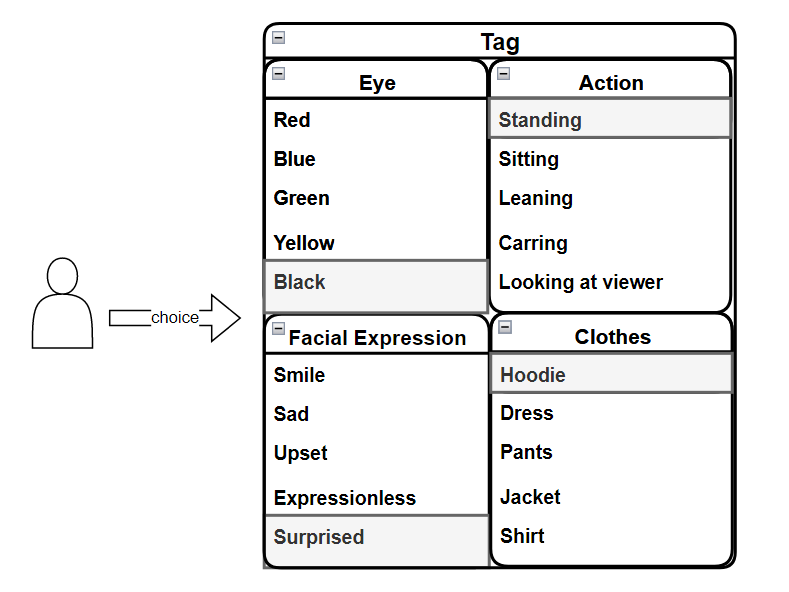 Tag
Eye
Red
Blue
Green
Yellow
Black
Action
Standing
Sitting
Leaning
Carring
Looking at viewer
choice
Facial Expression
Smile
Sad
Upset
Expressionless
Surprised
Clothes
Hoodie
Dress
Pants
Jacket
Shirt